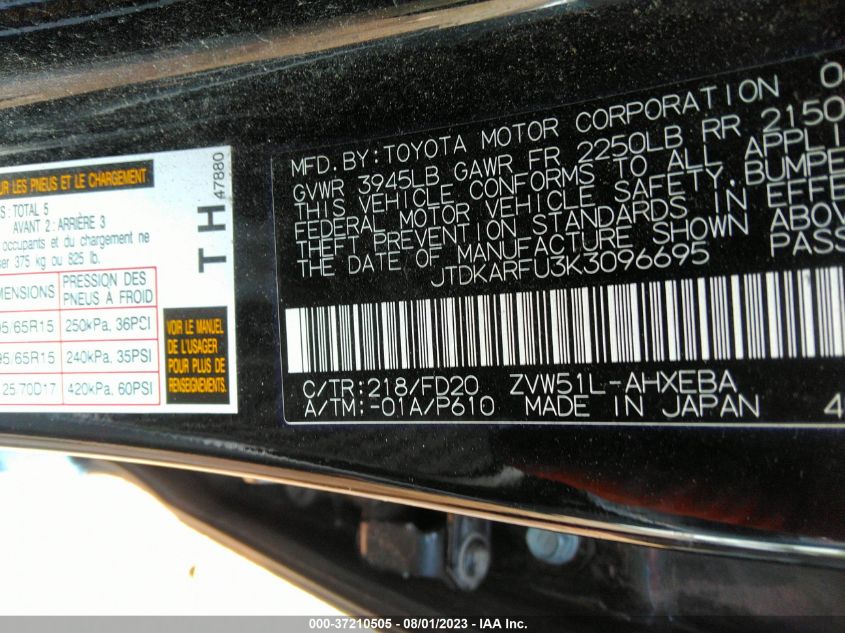 UR LES PNEUS ET LE CHARGEMENT
S : TOTAL 5
AVANT 2 : ARRIÈRE 3
occupants et du chargement ne
ser 375 kg ou 825 lb.
MENSIONS
PRESSION DES
PNEUS À FROID
95/65R15
250kPa, 36PSI
95/65R15
240kPa, 35PSI
25 70D17
420kPa, 60PSI
TH
47880
VOIR LE MANUEL
DE L'USAGER
POUR PLUS DE
RENSEIGNEMENTS
MFD. BY: TOYOTA MOTOR CORPORATION
GVWR 3945LB GAWR FR 2250LB RR 2150
THIS VEHICLE CONFORMS TO ALL APPLI
FEDERAL MOTOR VEHICLE SAFETY, BUMPE
THEFT PREVENTION STANDARDS IN EFFE
THE DATE OF MANUFACTURE SHOWN ABOV
JTDKARFU3K3096695 PASS
C/TR:218/FD20 ZVW51L-AHXEBA
A/TM:-01A/P610 MADE IN JAPAN
000-37210505 - 08/01/2023 - IAA, Inc.